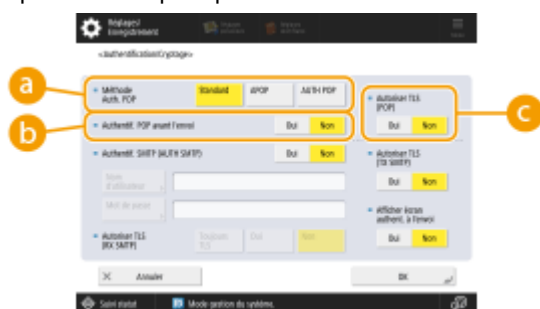 Réglages/
Enregistrement
<Authentification/Cryptage>
a
Méthode
Auth. POP
Standard
APOP
AUTH POP
b
Authentif. POP avant l'envoi
Oui
Non
Authentif. SMTP (AUTH SMTP)
Oui
Non
Nom
d'utilisateur
Mot de passe
Autoriser TLS
(RX SMTP)
Toujours
TLS
Oui
Non
c
Autoriser TLS
(POP)
Oui
Non
Autoriser TLS
(TX SMTP)
Oui
Non
Afficher écran
authent. à l'envoi
Oui
Non
Annuler
OK
Suivi statut
Mode gestion du système.